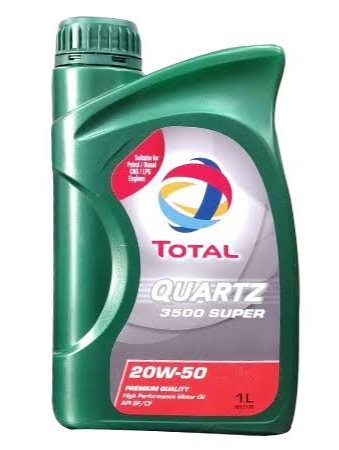 Suitable for
Petrol / Diesel
CNG / LPG
Engines
TOTAL
QUARTZ
3500 SUPER
20W-50
PREMIUM QUALITY
High Performance Motor Oil
API SF/CF
1L